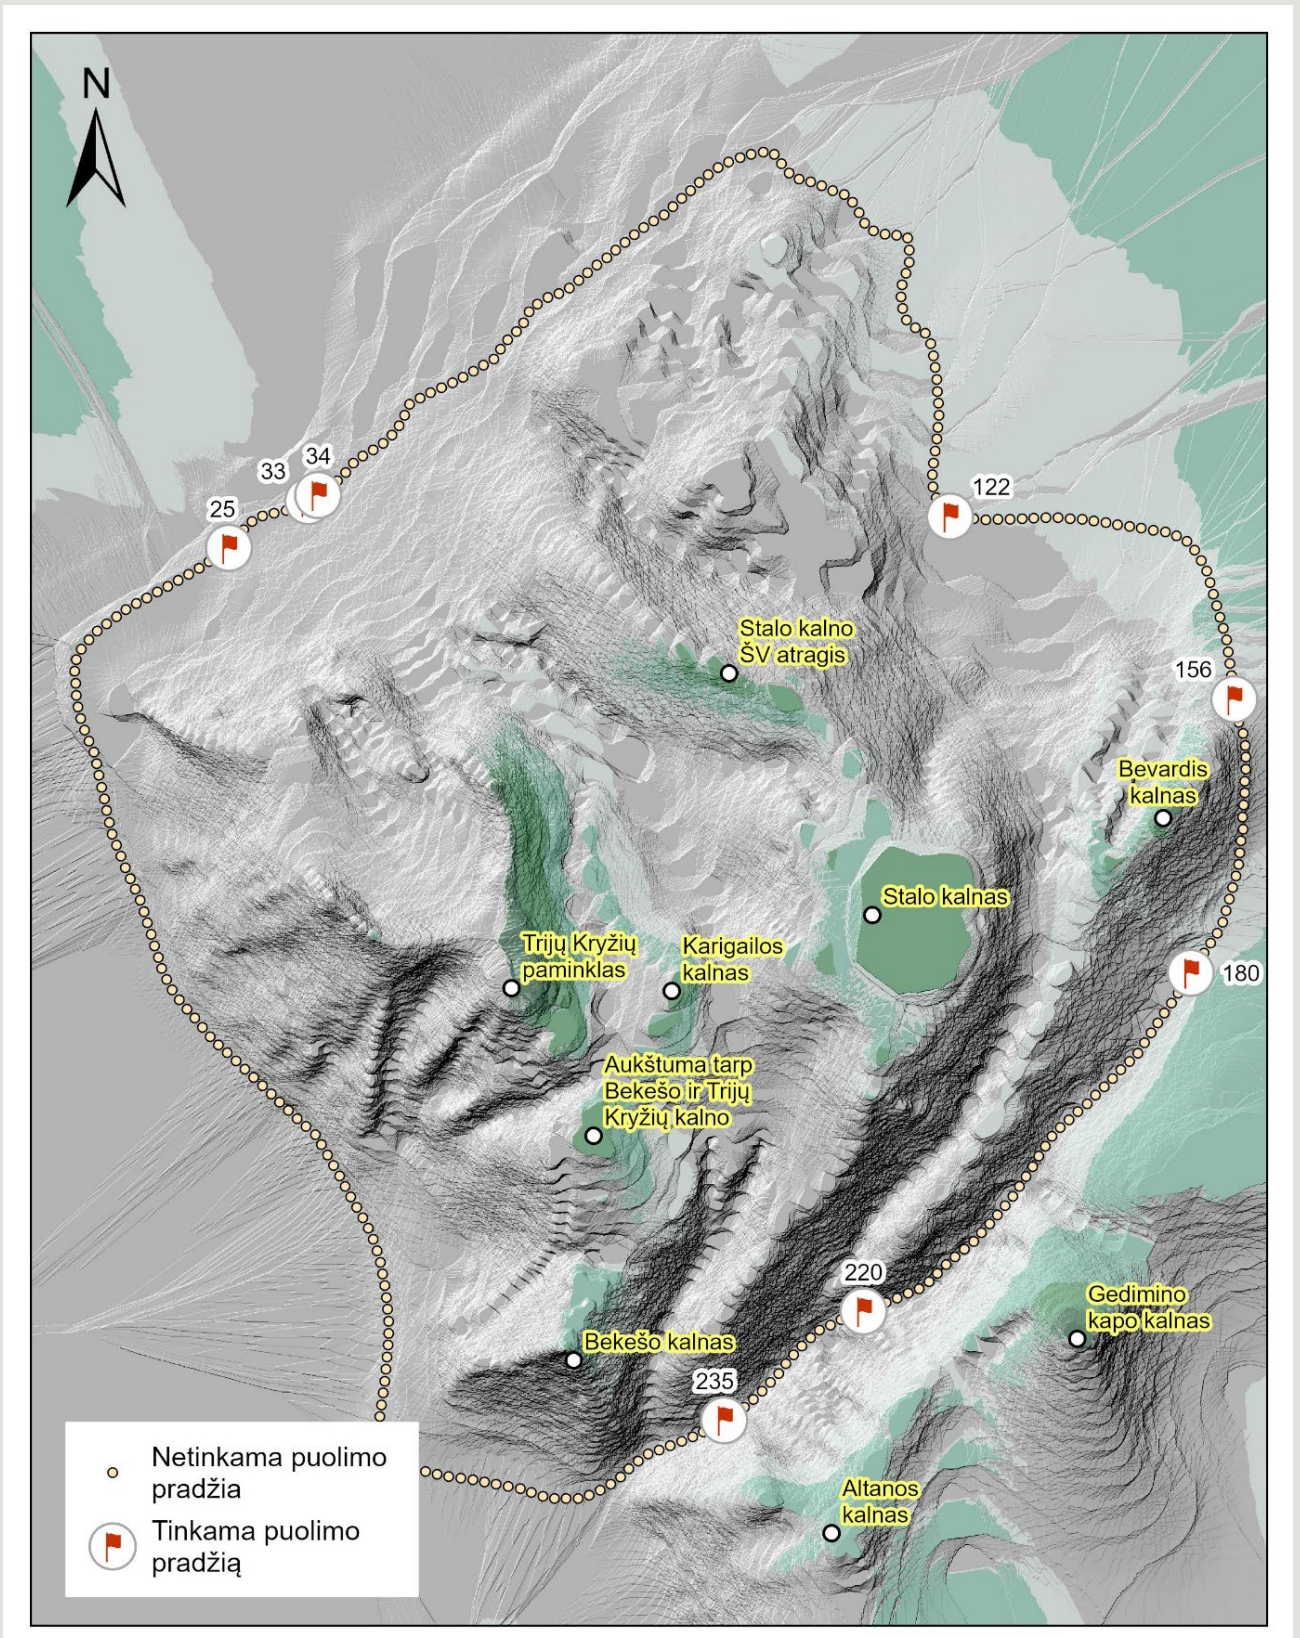 N
34
33
25
122
Stalo kalno
ŠV atragis
156
Bevardis
kalnas
Stalo kalnas
Trijų Kryžių
paminklas
Karigailos
kalnas
180
Aukštuma tarp
Bekešo ir Trijų
Kryžių kalno
220
Gedimino
kapo kalnas
Bekešo kalnas
235
Netinkama puolimo
pradžia
Tinkama puolimo
pradžią
Altanos
kalnas